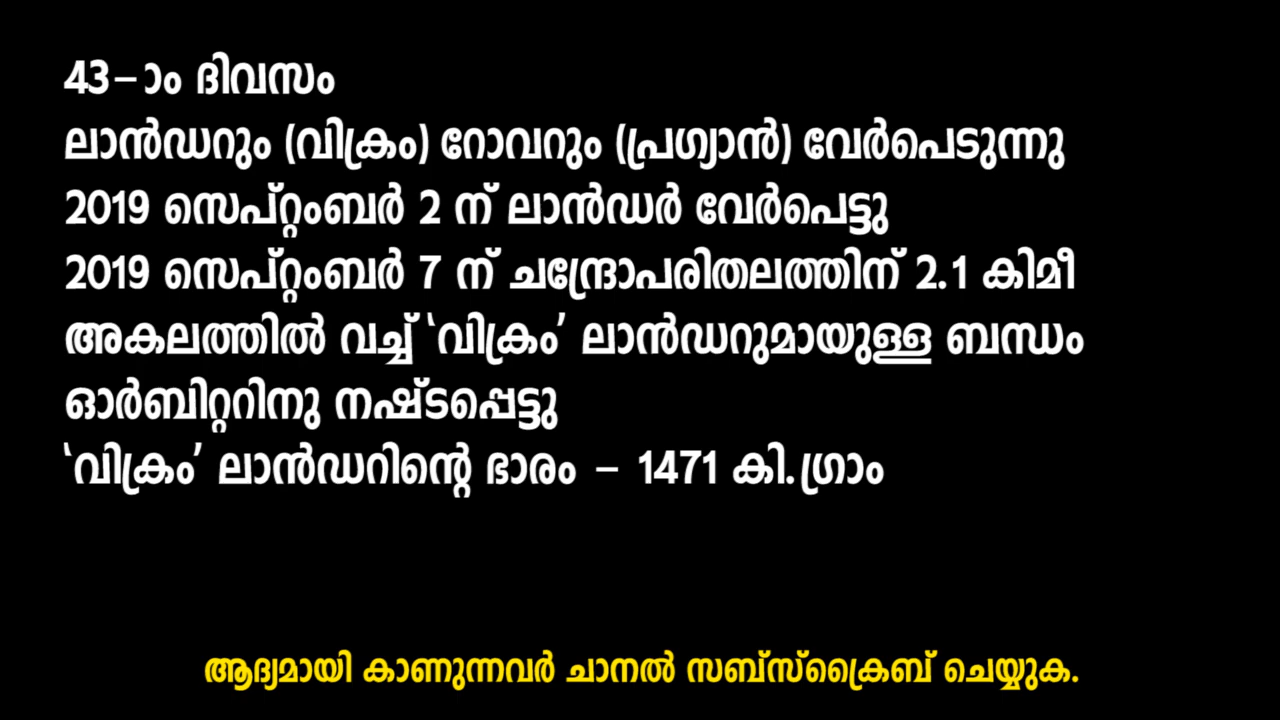 43-ാം ദിവസം
ലാൻഡറും (വിക്രം) റോവറും (പ്രഗ്യാൻ) വേർപെടുന്നു
2019 സെപ്റ്റംബർ 2 ന് ലാൻഡർ വേർപെട്ടു
2019 സെപ്റ്റംബർ 7 ന് ചന്ദ്രോപരിതലത്തിന് 2.1 കിമീ
അകലത്തിൽ വച്ച് ‘വിക്രം’ ലാൻഡറുമായുള്ള ബന്ധം
ഓർബിറ്ററിനു നഷ്ടപ്പെട്ടു
‘വിക്രം’ ലാൻഡറിന്റെ ഭാരം - 1471 കി.ഗ്രാം
ആദ്യമായി കാണുന്നവർ ചാനൽ സബ്സ്ക്രൈബ് ചെയ്യുക.